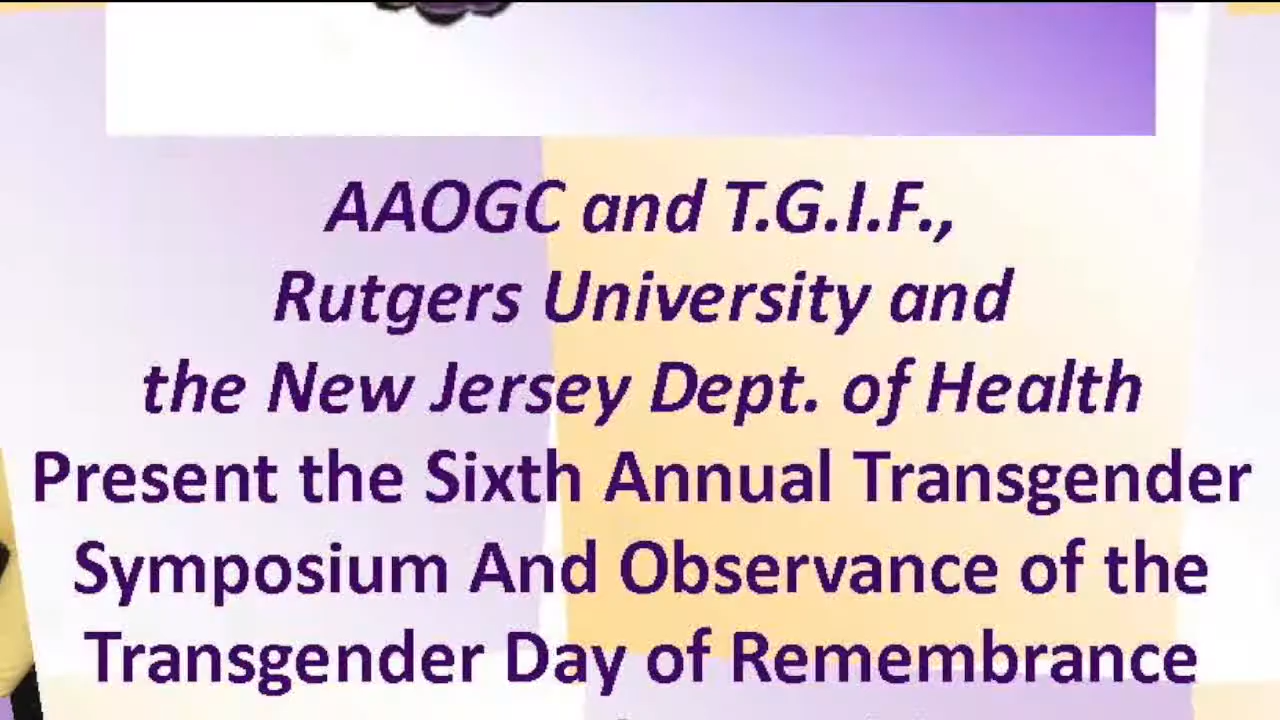 AAOGC and T.G.I.F.,
Rutgers University and
the New Jersey Dept. of Health
Present the Sixth Annual Transgender
Symposium And Observance of the
Transgender Day of Remembrance